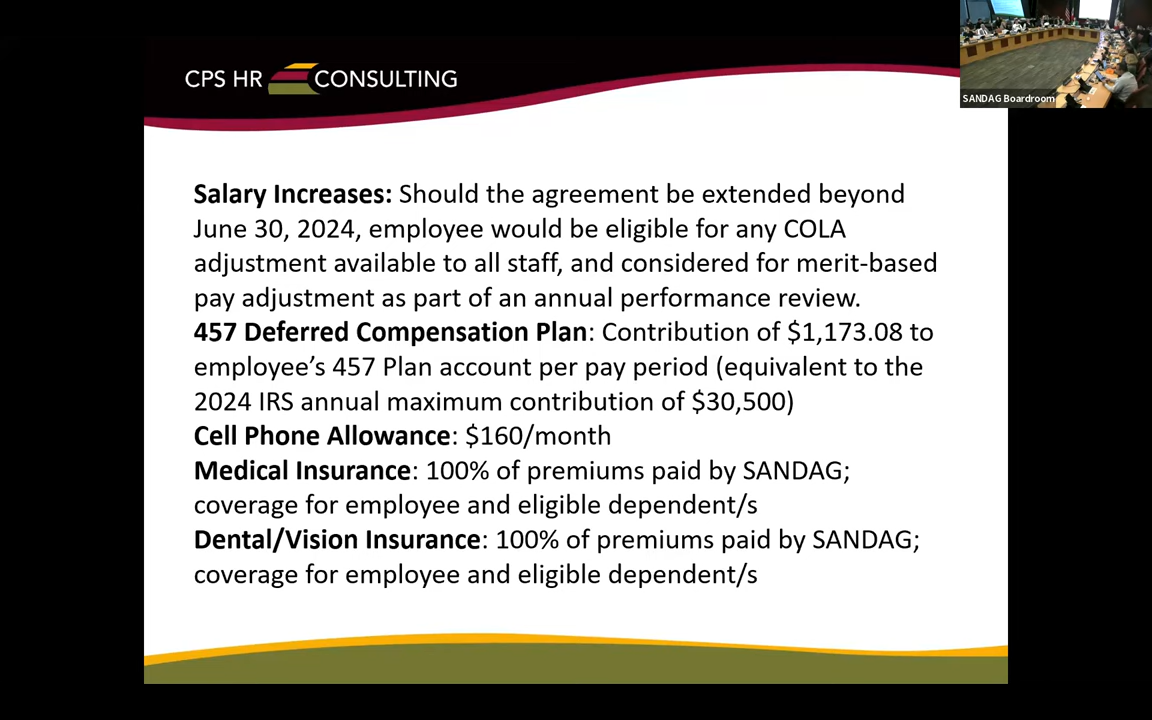 CPS HR CONSULTING
SANDAG Boardroom
Salary Increases: Should the agreement be extended beyond
June 30, 2024, employee would be eligible for any COLA
adjustment available to all staff, and considered for merit-based
pay adjustment as part of an annual performance review.
457 Deferred Compensation Plan: Contribution of $1,173.08 to
employee’s 457 Plan account per pay period (equivalent to the
2024 IRS annual maximum contribution of $30,500)
Cell Phone Allowance: $160/month
Medical Insurance: 100% of premiums paid by SANDAG;
coverage for employee and eligible dependent/s
Dental/Vision Insurance: 100% of premiums paid by SANDAG;
coverage for employee and eligible dependent/s